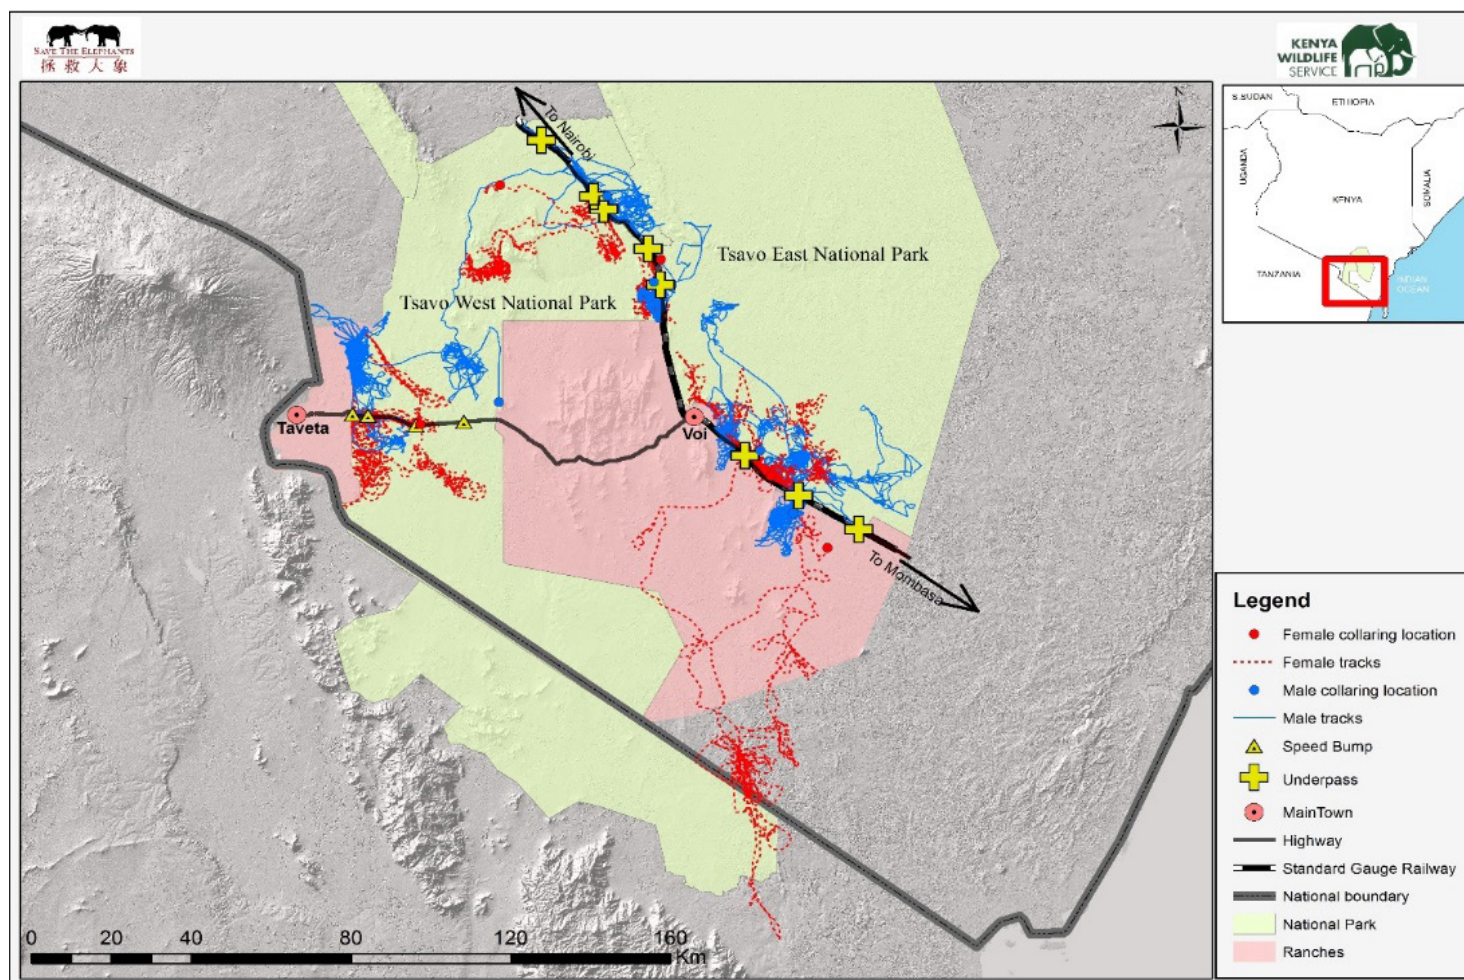 SAVE THE ELEPHANTS
拯救大象
KENYA
WILDLIFE
SERVICE
To Nairobi
Tsavo East National Park
Tsavo West National Park
Taveta
Voi
To Mombasa
0 20 40 80 120 160
Km
N
S.SUDAN
ETHIOPIA
UGANDA
KENYA
SOMALIA
TANZANIA
INDIAN
OCEAN
Legend
Female collaring location
Female tracks
Male collaring location
Male tracks
Speed Bump
Underpass
MainTown
Highway
Standard Gauge Railway
National boundary
National Park
Ranches